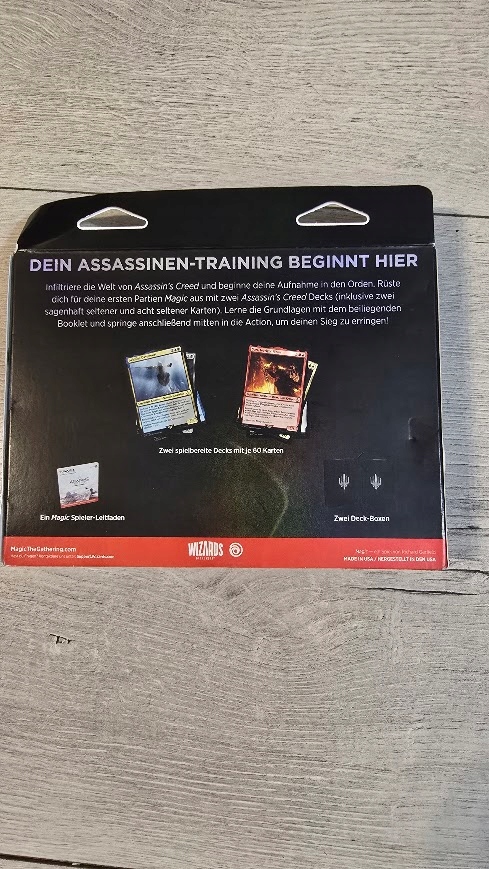 DEIN ASSASSINEN-TRAINING BEGINNT HIER
Infiltriere die Welt von Assassin's Creed und beginne deine Aufnahme in den Orden. Rüste
dich für deine ersten Partien Magic aus mit zwei Assassin's Creed Decks (inklusive zwei
sagenhaft seltener und acht seltener Karten). Lerne die Grundlagen mit dem beiliegenden
Booklet und springe anschließend mitten in die Action, um deinen Sieg zu erringen!
Zwei spielbereite Decks mit je 60 Karten
Ein Magic Spieler-Leitfaden
Zwei Deck-Boxen
MagicTheGathering.com
WIZARDS
MADE IN USA / HERGESTELLT IN DEN USA